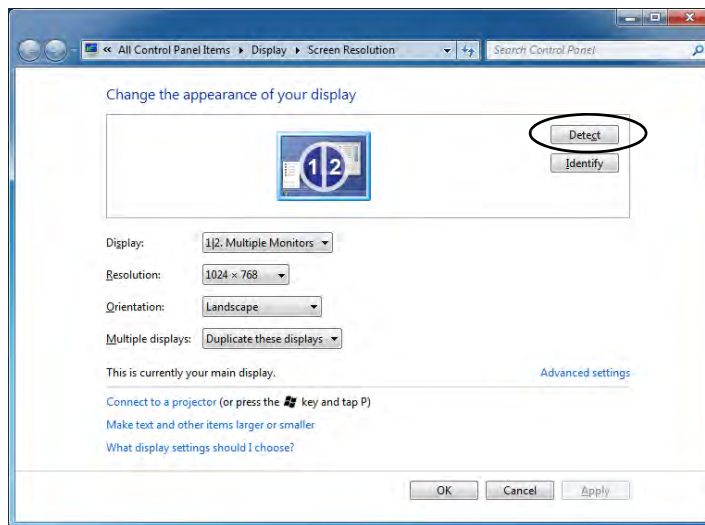 « All Control Panel Items ▸ Display ▸ Screen Resolution
Search Control Panel
Change the appearance of your display
1|2
Detect
Identify
Display: 1|2. Multiple Monitors
Resolution: 1024 × 768
Orientation: Landscape
Multiple displays: Duplicate these displays
This is currently your main display.
Advanced settings
Connect to a projector (or press the key and tap P)
Make text and other items larger or smaller
What display settings should I choose?
OK Cancel Apply